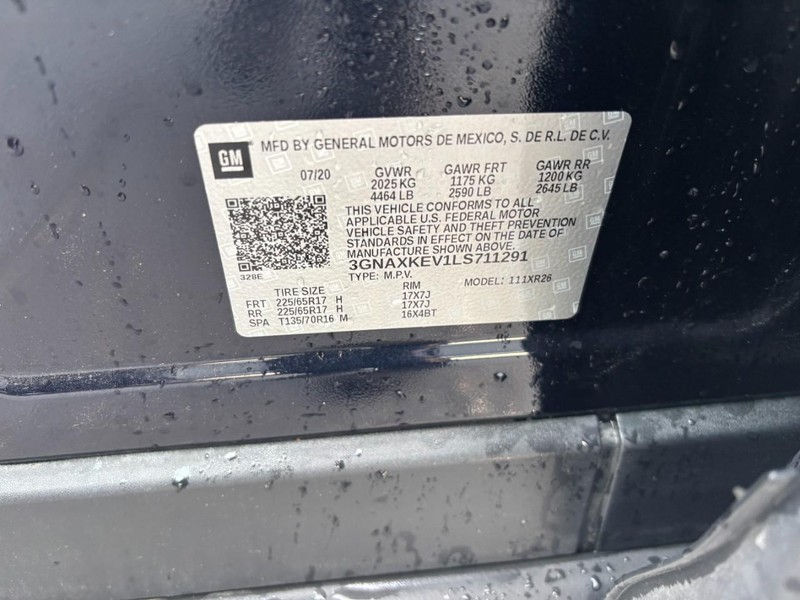 GM
MFD BY GENERAL MOTORS DE MEXICO, S. DE R.L. DE C.V.
07/20 GVWR GAWR FRT GAWR RR
2025 KG 1175 KG 1200 KG
4464 LB 2590 LB 2645 LB
THIS VEHICLE CONFORMS TO ALL
APPLICABLE U.S. FEDERAL MOTOR
VEHICLE SAFETY AND THEFT PREVENTION
STANDARDS IN EFFECT ON THE DATE OF
MANUFACTURE SHOWN ABOVE.
3GNAXKEV1LS711291
328E TYPE: M.P.V. MODEL: 111XR26
TIRE SIZE RIM
FRT 225/65R17 H 17X7J
RR 225/65R17 H 17X7J
SPA T135/70R16 M 16X4BT